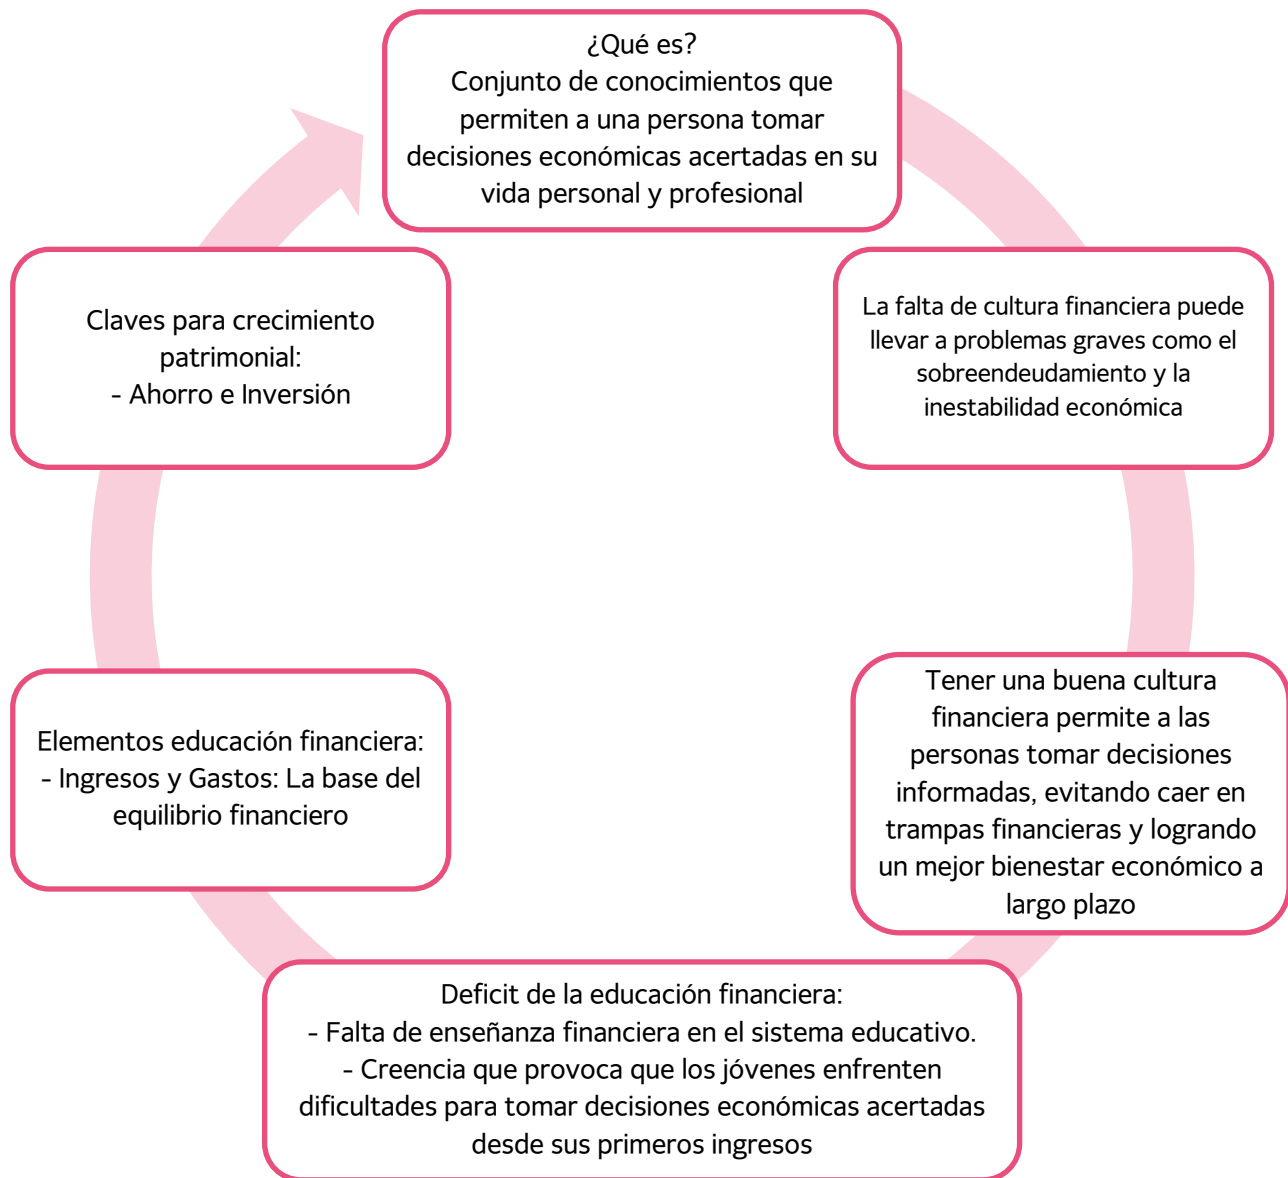 ¿Qué es?
Conjunto de conocimientos que
permiten a una persona tomar
decisiones económicas acertadas en su
vida personal y profesional
La falta de cultura financiera puede
llevar a problemas graves como el
sobreendeudamiento y la
inestabilidad económica
Tener una buena cultura
financiera permite a las
personas tomar decisiones
informadas, evitando caer en
trampas financieras y logrando
un mejor bienestar económico a
largo plazo
Deficit de la educación financiera:
- Falta de enseñanza financiera en el sistema educativo.
- Creencia que provoca que los jóvenes enfrenten
dificultades para tomar decisiones económicas acertadas
desde sus primeros ingresos
Elementos educación financiera:
- Ingresos y Gastos: La base del
equilibrio financiero
Claves para crecimiento
patrimonial:
- Ahorro e Inversión